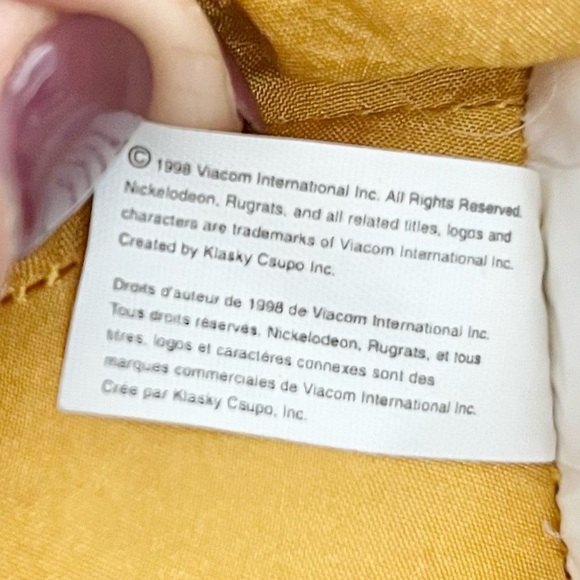 © 1998 Viacom International Inc. All Rights Reserved.
Nickelodeon, Rugrats, and all related titles, logos and
characters are trademarks of Viacom International Inc.
Created by Klasky Csupo Inc.
Droits d'auteur de 1998 de Viacom International Inc.
Tous droits réservés. Nickelodeon, Rugrats, et tous
titres, logos et caractères connexes sont des
marques commerciales de Viacom International Inc.
Crée par Klasky Csupo, Inc.